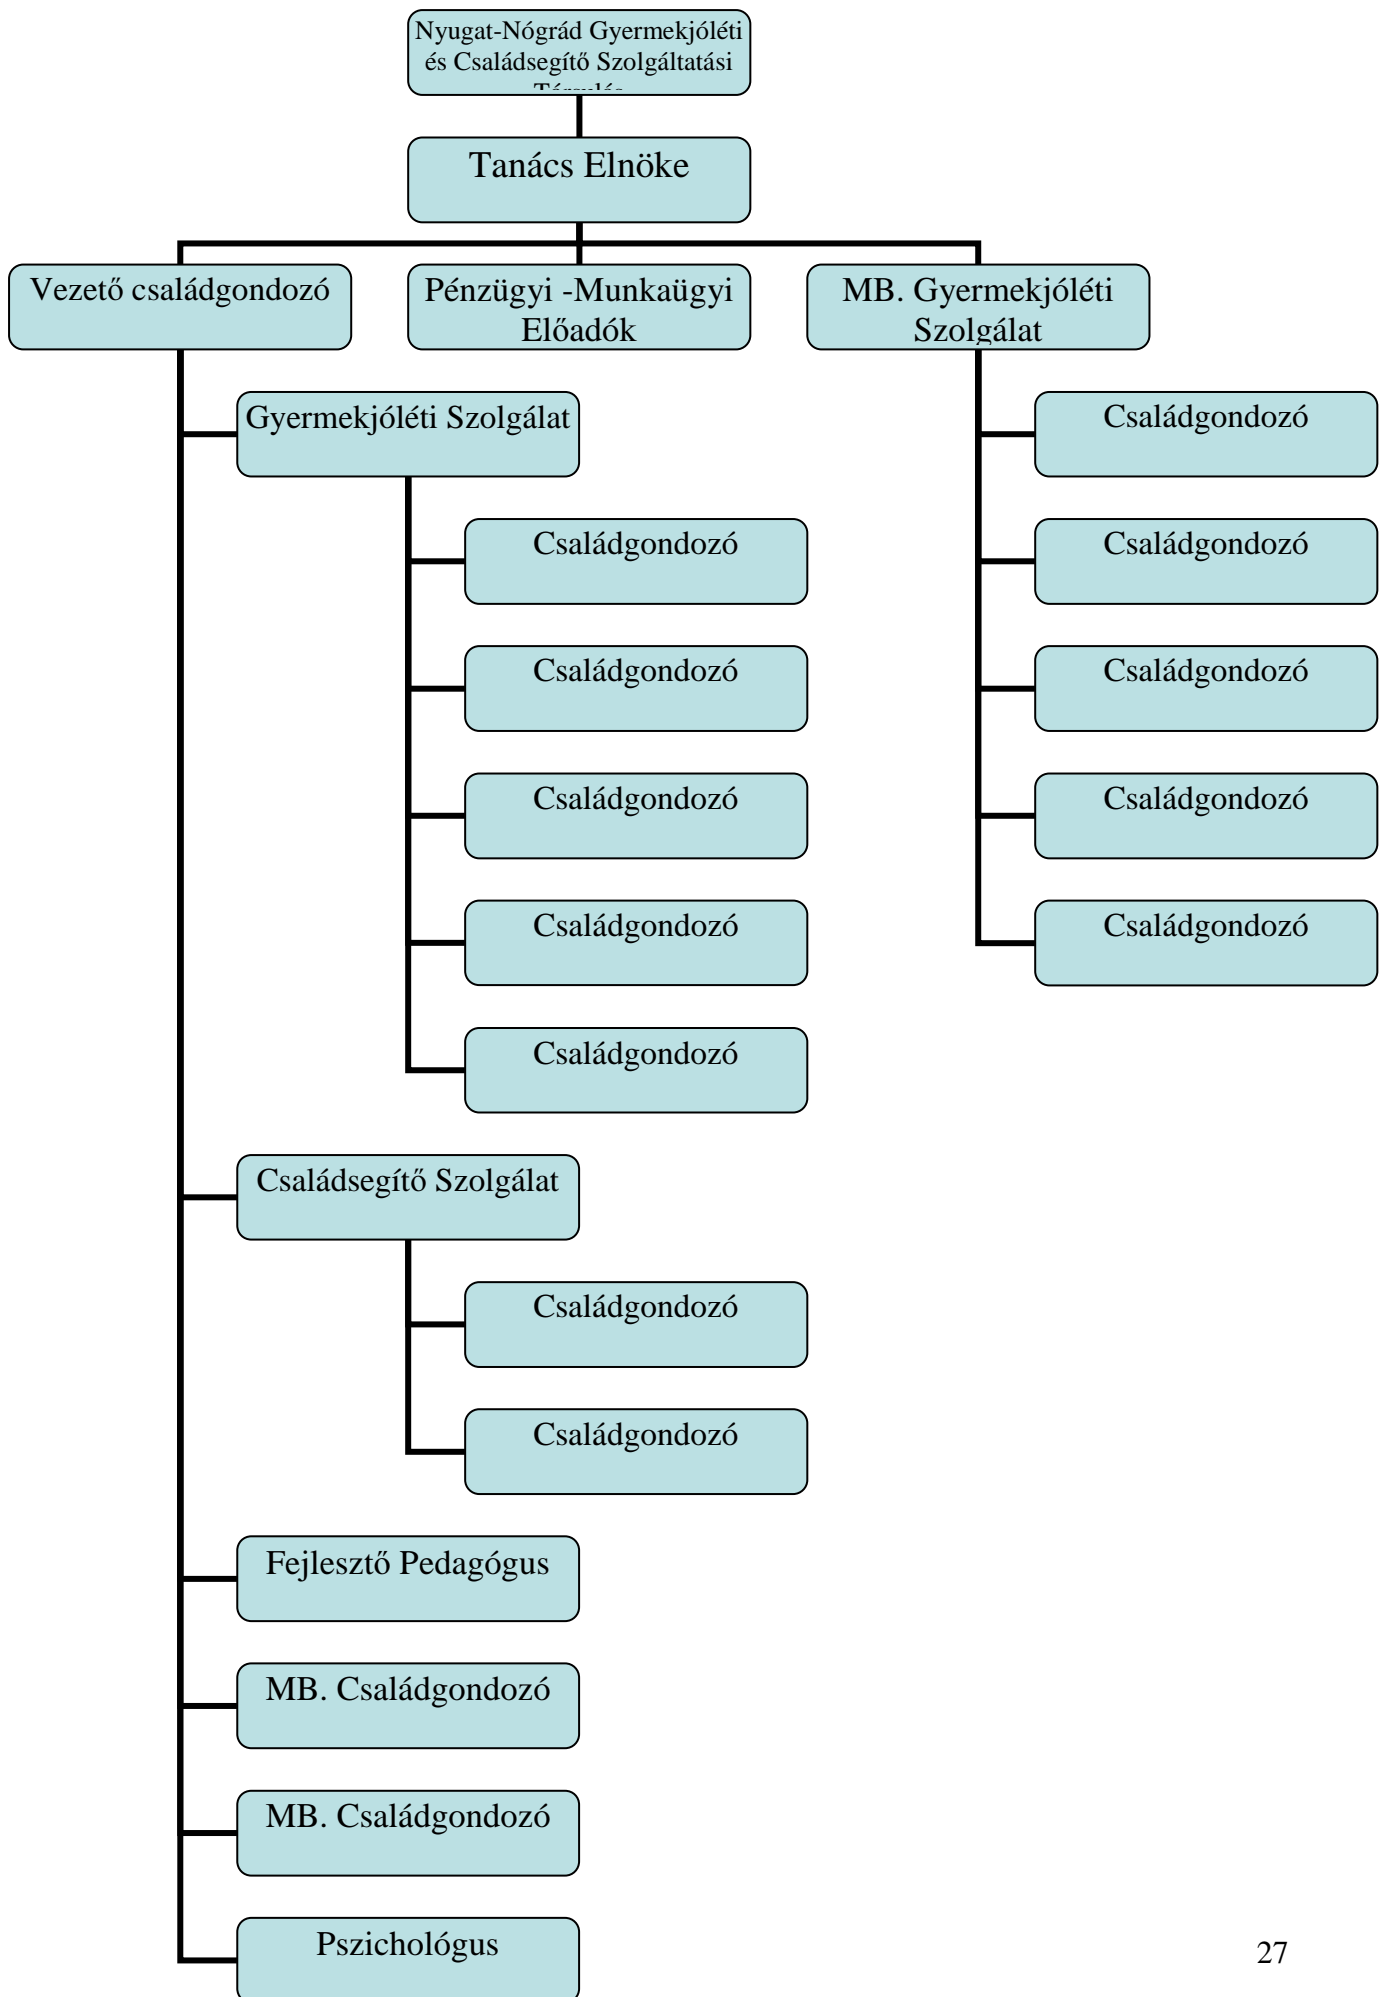 Nyugat-Nógrád Gyermekjóléti
és Családsegítő Szolgáltatási
Tanács Elnöke
Vezető családgondozó
Pénzügyi -Munkaügyi
Előadók
MB. Gyermekjóléti
Szolgálat
Gyermekjóléti Szolgálat
Családgondozó
Családgondozó
Családgondozó
Családgondozó
Családgondozó
Családgondozó
Családgondozó
Családgondozó
Családgondozó
Családgondozó
Családsegítő Szolgálat
Családgondozó
Családgondozó
Fejlesztő Pedagógus
MB. Családgondozó
MB. Családgondozó
Pszichológus
27